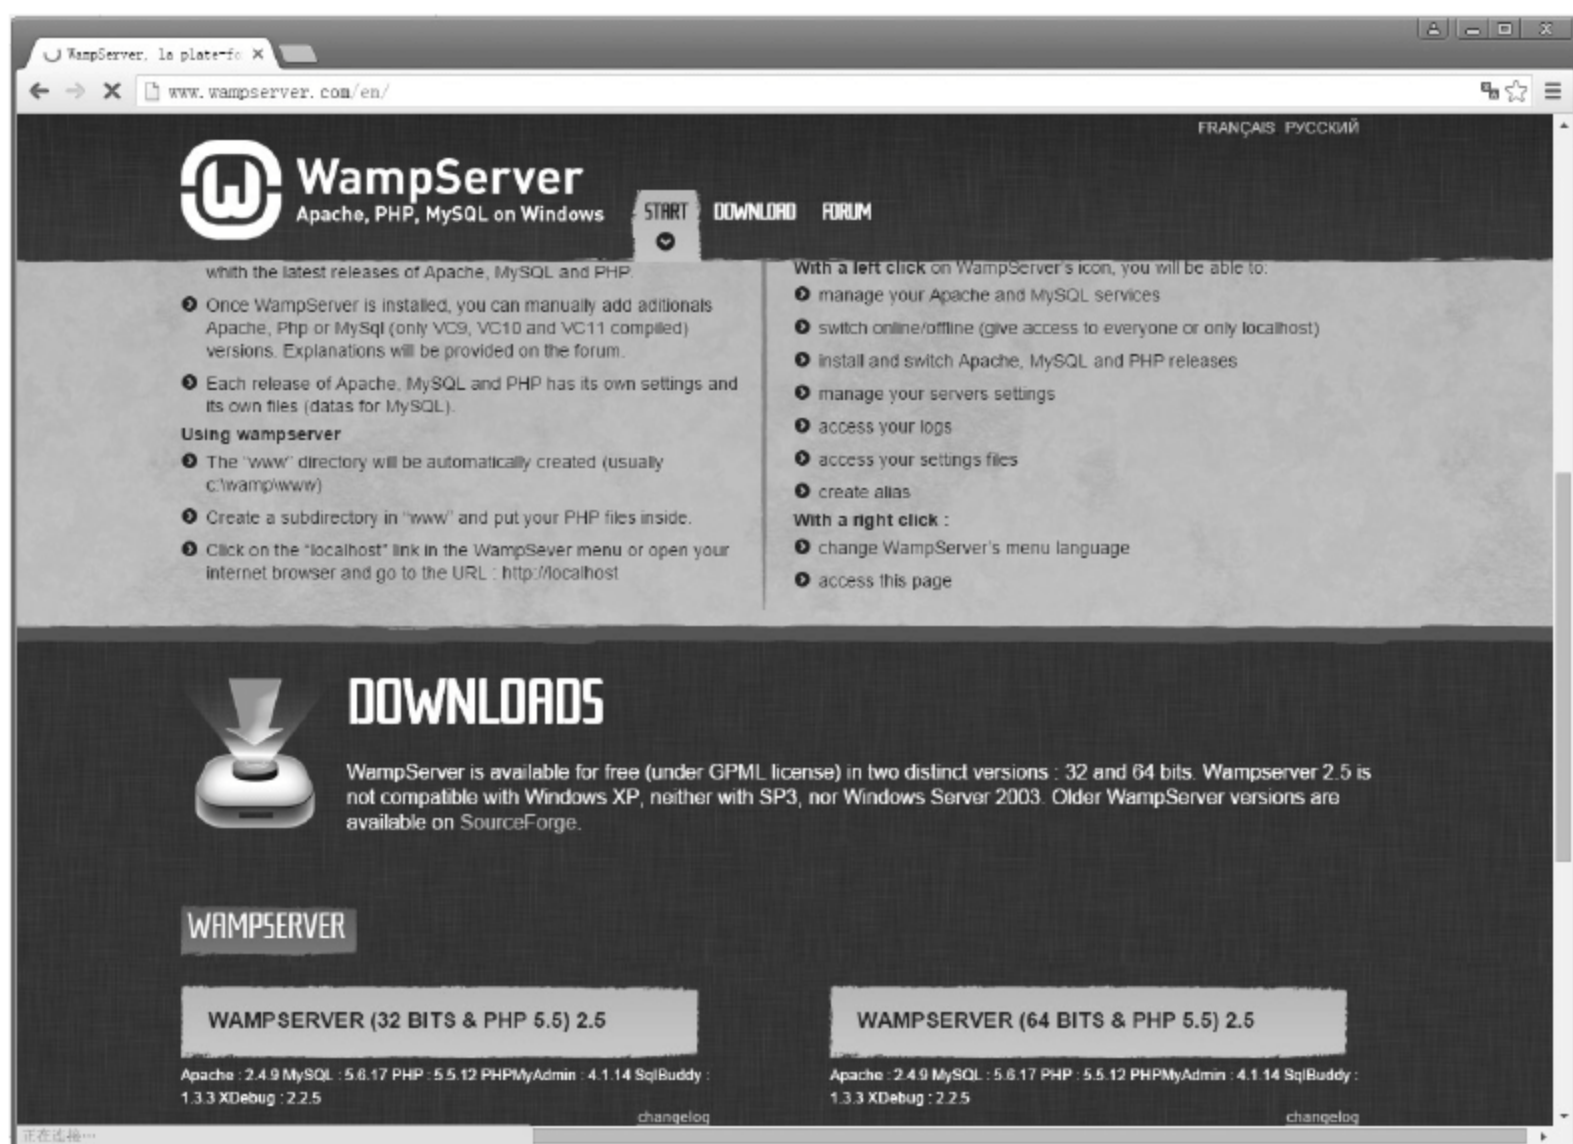 WampServer, la plate-fo
www.wampserver.com/en/
FRANÇAIS РУССКИЙ
WampServer
Apache, PHP, MySQL on Windows
START DOWNLOAD FORUM
whith the latest releases of Apache, MySQL and PHP.
Once WampServer is installed, you can manually add aditionals
Apache, Php or MySql (only VC9, VC10 and VC11 compiled)
versions. Explanations will be provided on the forum.
Each release of Apache, MySQL and PHP has its own settings and
its own files (datas for MySQL).
Using wampserver
The "www" directory will be automatically created (usually
c:\wamp\www)
Create a subdirectory in "www" and put your PHP files inside.
Click on the "localhost" link in the WampSever menu or open your
internet browser and go to the URL : http://localhost
With a left click on WampServer's icon, you will be able to:
manage your Apache and MySQL services
switch online/offline (give access to everyone or only localhost)
install and switch Apache, MySQL and PHP releases
manage your servers settings
access your logs
access your settings files
create alias
With a right click :
change WampServer's menu language
access this page
DOWNLOADS
WampServer is available for free (under GPML license) in two distinct versions : 32 and 64 bits. Wampserver 2.5 is
not compatible with Windows XP, neither with SP3, nor Windows Server 2003. Older WampServer versions are
available on SourceForge.
WAMPSERVER
WAMPSERVER (32 BITS & PHP 5.5) 2.5
Apache : 2.4.9 MySQL : 5.6.17 PHP : 5.5.12 PHPMyAdmin : 4.1.14 SqlBuddy :
1.3.3 XDebug : 2.2.5
changelog
WAMPSERVER (64 BITS & PHP 5.5) 2.5
Apache : 2.4.9 MySQL : 5.6.17 PHP : 5.5.12 PHPMyAdmin : 4.1.14 SqlBuddy :
1.3.3 XDebug : 2.2.5
changelog
正在连接…